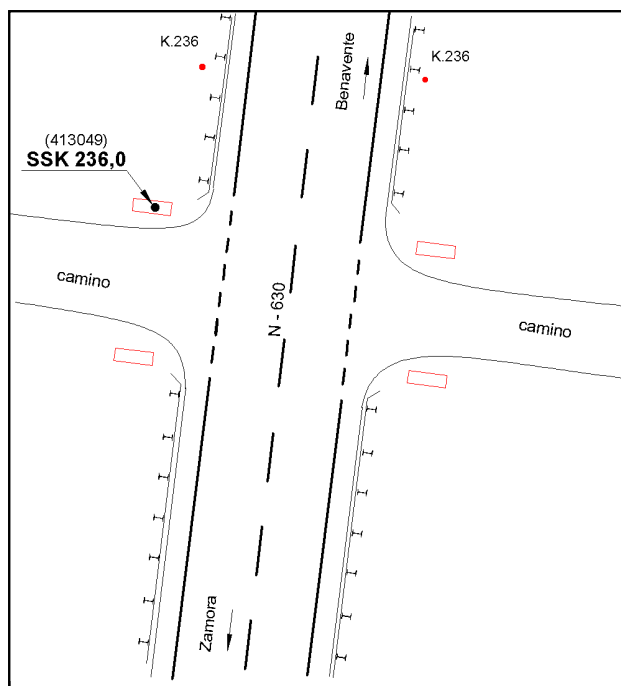 K.236
K.236
Benavente
(413049)
SSK 236,0
camino
N - 630
camino
Zamora